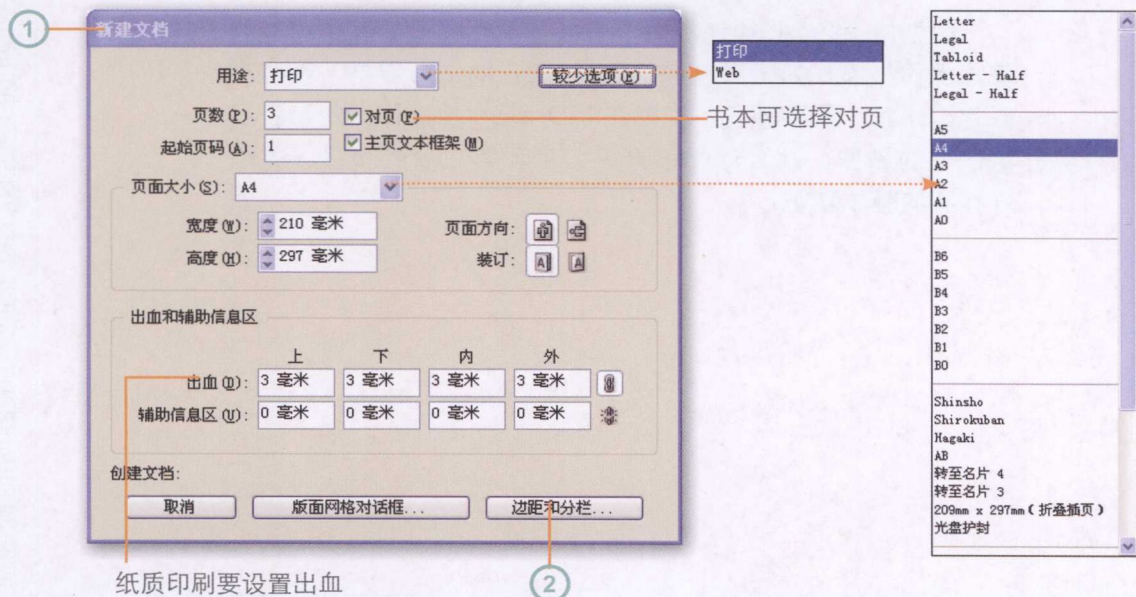 1
新建文档
用途: 打印
较少选项(R)
页数(P): 3
对页(F)
起始页码(A): 1
主页文本框架(M)
页面大小(S): A4
宽度(W): 210 毫米
页面方向:
高度(H): 297 毫米
装订:
出血和辅助信息区
上 下 内 外
出血(D): 3 毫米 3 毫米 3 毫米 3 毫米
辅助信息区(U): 0 毫米 0 毫米 0 毫米 0 毫米
创建文档:
取消
版面网格对话框...
边距和分栏...
纸质印刷要设置出血
2
打印
Web
书本可选择对页
Letter
Legal
Tabloid
Letter - Half
Legal - Half
A5
A4
A3
A2
A1
A0
B6
B5
B4
B3
B2
B1
B0
Shinsho
Shirokuban
Hagaki
AB
转至名片 4
转至名片 3
209mm x 297mm(折叠插页)
光盘护封